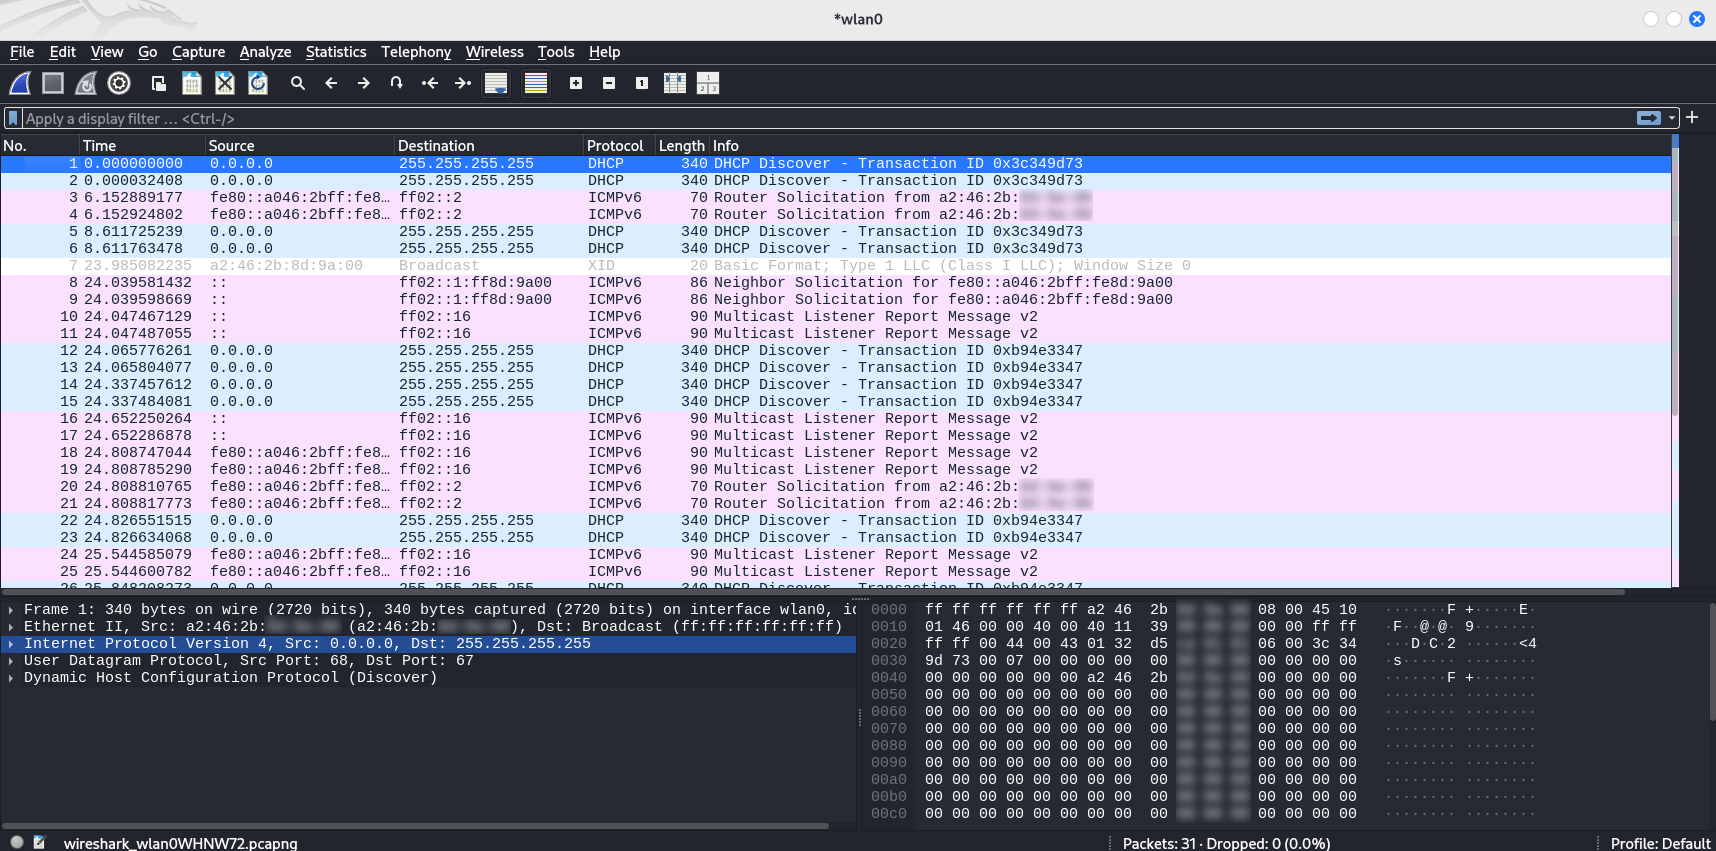 *wlan0
File Edit View Go Capture Analyze Statistics Telephony Wireless Tools Help
Apply a display filter … <Ctrl-/>
No. Time Source Destination Protocol Length Info
1 0.000000000 0.0.0.0 255.255.255.255 DHCP 340 DHCP Discover - Transaction ID 0x3c349d73
2 0.000032408 0.0.0.0 255.255.255.255 DHCP 340 DHCP Discover - Transaction ID 0x3c349d73
3 6.152889177 fe80::a046:2bff:fe8… ff02::2 ICMPv6 70 Router Solicitation from a2:46:2b:
4 6.152924802 fe80::a046:2bff:fe8… ff02::2 ICMPv6 70 Router Solicitation from a2:46:2b:
5 8.611725239 0.0.0.0 255.255.255.255 DHCP 340 DHCP Discover - Transaction ID 0x3c349d73
6 8.611763478 0.0.0.0 255.255.255.255 DHCP 340 DHCP Discover - Transaction ID 0x3c349d73
7 23.985082235 a2:46:2b:8d:9a:00 Broadcast XID 20 Basic Format; Type 1 LLC (Class I LLC); Window Size 0
8 24.039581432 :: ff02::1:ff8d:9a00 ICMPv6 86 Neighbor Solicitation for fe80::a046:2bff:fe8d:9a00
9 24.039598669 :: ff02::1:ff8d:9a00 ICMPv6 86 Neighbor Solicitation for fe80::a046:2bff:fe8d:9a00
10 24.047467129 :: ff02::16 ICMPv6 90 Multicast Listener Report Message v2
11 24.047487055 :: ff02::16 ICMPv6 90 Multicast Listener Report Message v2
12 24.065776261 0.0.0.0 255.255.255.255 DHCP 340 DHCP Discover - Transaction ID 0xb94e3347
13 24.065804077 0.0.0.0 255.255.255.255 DHCP 340 DHCP Discover - Transaction ID 0xb94e3347
14 24.337457612 0.0.0.0 255.255.255.255 DHCP 340 DHCP Discover - Transaction ID 0xb94e3347
15 24.337484081 0.0.0.0 255.255.255.255 DHCP 340 DHCP Discover - Transaction ID 0xb94e3347
16 24.652250264 :: ff02::16 ICMPv6 90 Multicast Listener Report Message v2
17 24.652286878 :: ff02::16 ICMPv6 90 Multicast Listener Report Message v2
18 24.808747044 fe80::a046:2bff:fe8… ff02::16 ICMPv6 90 Multicast Listener Report Message v2
19 24.808785290 fe80::a046:2bff:fe8… ff02::16 ICMPv6 90 Multicast Listener Report Message v2
20 24.808810765 fe80::a046:2bff:fe8… ff02::2 ICMPv6 70 Router Solicitation from a2:46:2b:
21 24.808817773 fe80::a046:2bff:fe8… ff02::2 ICMPv6 70 Router Solicitation from a2:46:2b:
22 24.826551515 0.0.0.0 255.255.255.255 DHCP 340 DHCP Discover - Transaction ID 0xb94e3347
23 24.826634068 0.0.0.0 255.255.255.255 DHCP 340 DHCP Discover - Transaction ID 0xb94e3347
24 25.544585079 fe80::a046:2bff:fe8… ff02::16 ICMPv6 90 Multicast Listener Report Message v2
25 25.544600782 fe80::a046:2bff:fe8… ff02::16 ICMPv6 90 Multicast Listener Report Message v2
26 25.848208273 0.0.0.0 255.255.255.255 DHCP 340 DHCP Discover - Transaction ID 0xb94e3347
Frame 1: 340 bytes on wire (2720 bits), 340 bytes captured (2720 bits) on interface wlan0,
Ethernet II, Src: a2:46:2b: (a2:46:2b: ), Dst: Broadcast (ff:ff:ff:ff:ff:ff)
Internet Protocol Version 4, Src: 0.0.0.0, Dst: 255.255.255.255
User Datagram Protocol, Src Port: 68, Dst Port: 67
Dynamic Host Configuration Protocol (Discover)
0000 ff ff ff ff ff ff a2 46 2b 08 00 45 10 ·······F +·····E·
0010 01 46 00 00 40 00 40 11 39 00 00 ff ff ·F··@·@· 9·······
0020 ff ff 00 44 00 43 01 32 d5 06 00 3c 34 ···D·C·2 ······<4
0030 9d 73 00 07 00 00 00 00 00 00 00 00 00 ·s······ ········
0040 00 00 00 00 00 00 a2 46 2b 00 00 00 00 ·······F +·······
0050 00 00 00 00 00 00 00 00 00 00 00 00 00 ········ ········
0060 00 00 00 00 00 00 00 00 00 00 00 00 00 ········ ········
0070 00 00 00 00 00 00 00 00 00 00 00 00 00 ········ ········
0080 00 00 00 00 00 00 00 00 00 00 00 00 00 ········ ········
0090 00 00 00 00 00 00 00 00 00 00 00 00 00 ········ ········
00a0 00 00 00 00 00 00 00 00 00 00 00 00 00 ········ ········
00b0 00 00 00 00 00 00 00 00 00 00 00 00 00 ········ ········
00c0 00 00 00 00 00 00 00 00 00 00 00 00 00 ········ ········
wireshark_wlan0WHNW72.pcapng Packets: 31 · Dropped: 0 (0.0%) Profile: Default